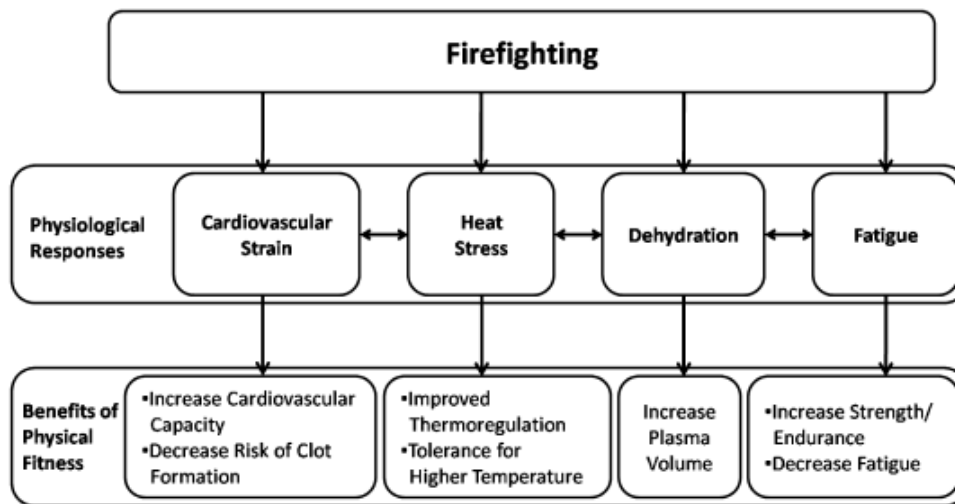 Firefighting
Physiological
Responses
Cardiovascular
Strain
Heat
Stress
Dehydration
Fatigue
Benefits of
Physical
Fitness
•Increase Cardiovascular
Capacity
•Decrease Risk of Clot
Formation
•Improved
Thermoregulation
•Tolerance for
Higher Temperature
Increase
Plasma
Volume
•Increase Strength/
Endurance
•Decrease Fatigue